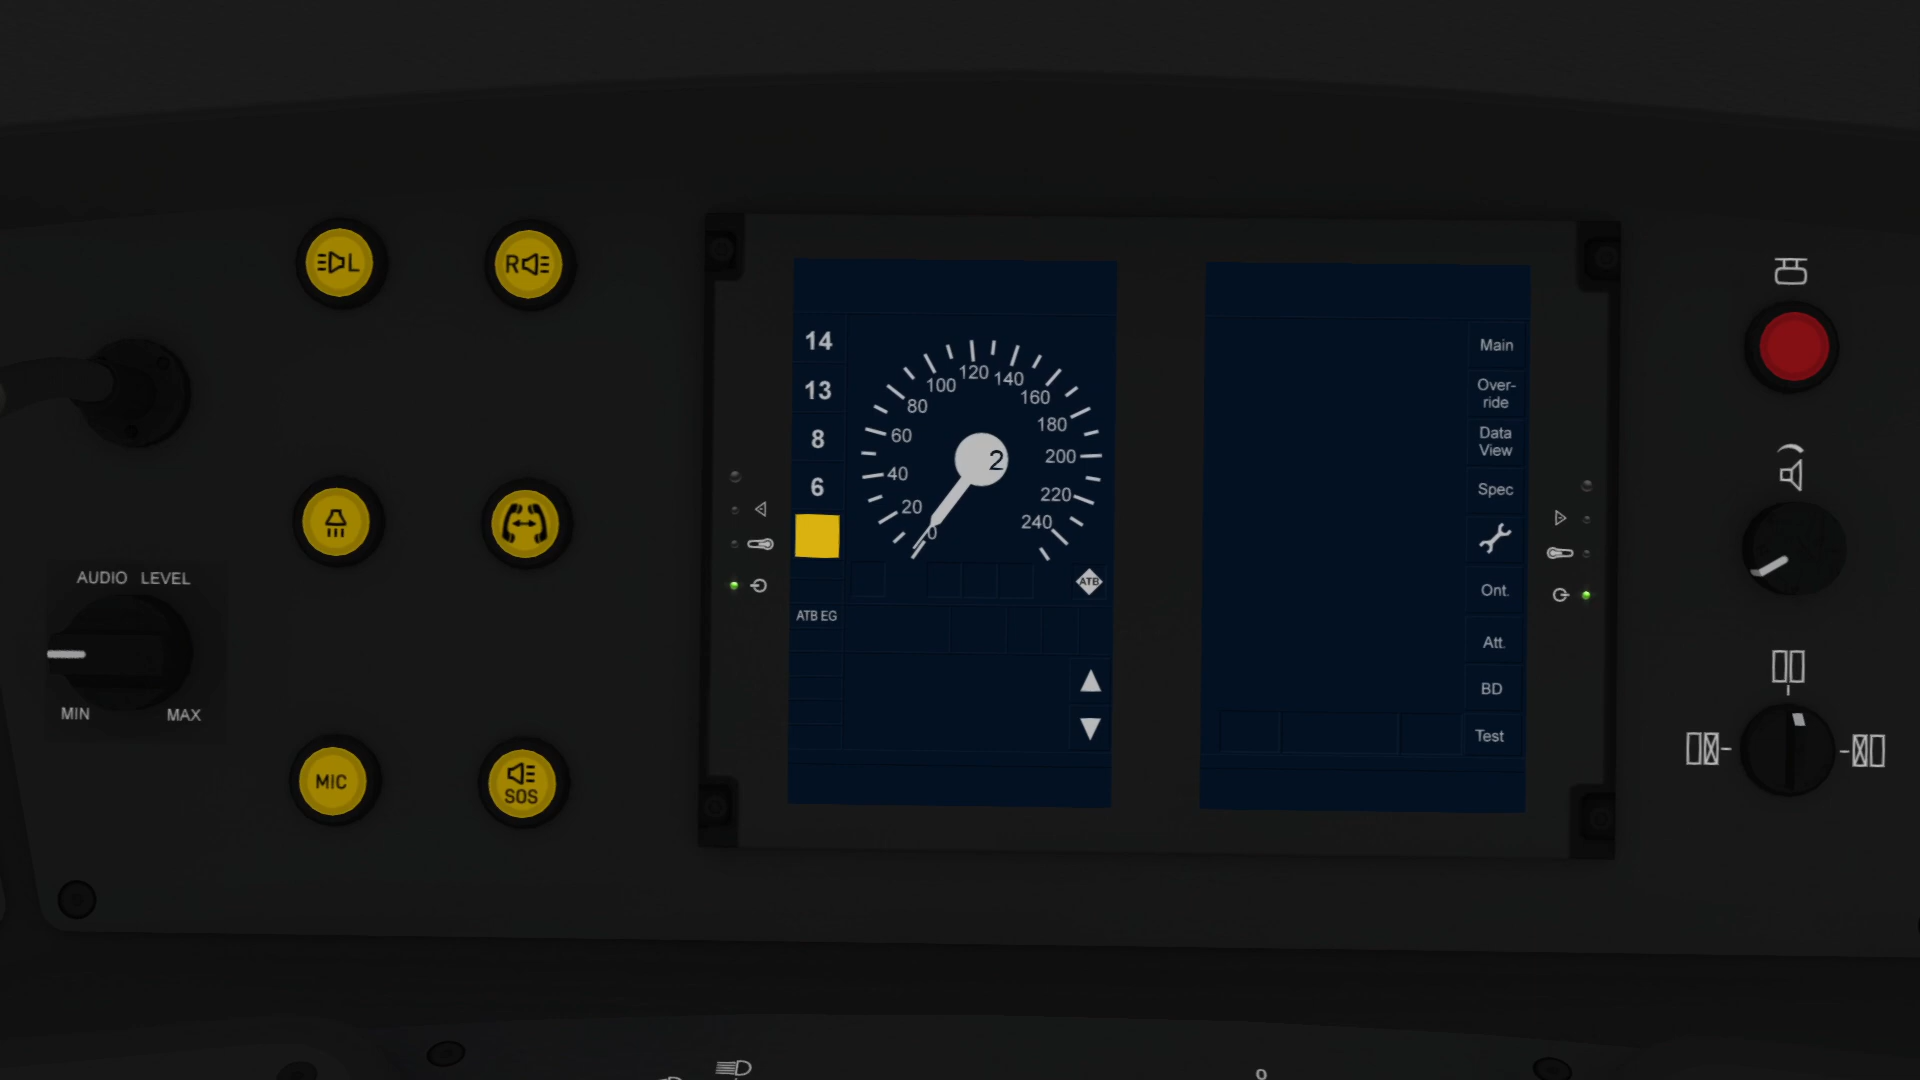 L
R
AUDIO LEVEL
MIN
MAX
MIC
SOS
14
13
8
6
0
20
40
60
80
100
120
140
160
180
200
220
240
2
ATB
ATB EG
Main
Over-
ride
Data
View
Spec
Ont.
Att.
BD
Test
0